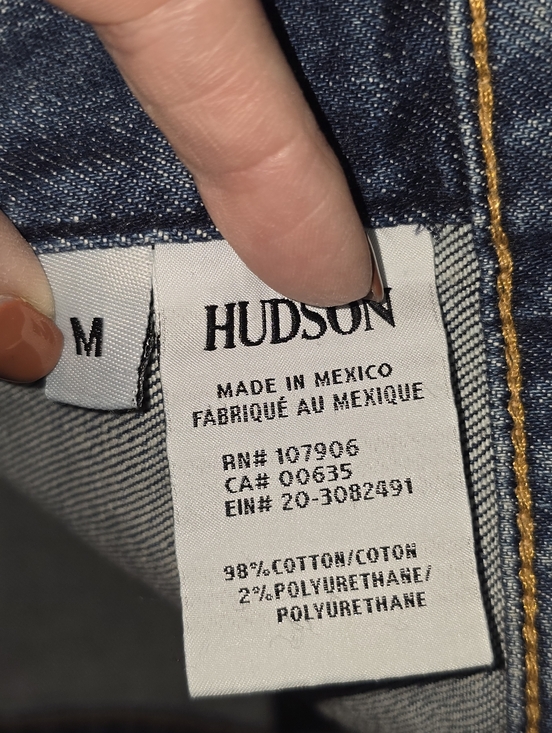 M
HUDSON
MADE IN MEXICO
FABRIQUÉ AU MEXIQUE
RN# 107906
CA# 00635
EIN# 20-3082491
98%COTTON/COTON
2%POLYURETHANE/
POLYURETHANE